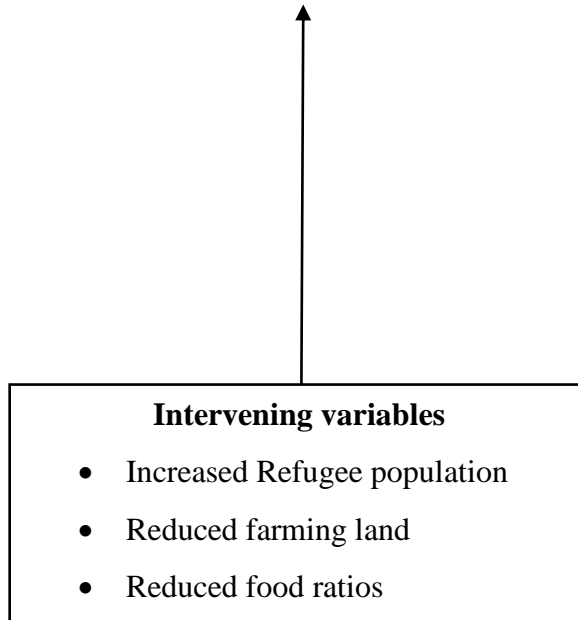 Intervening variables
• Increased Refugee population
• Reduced farming land
• Reduced food ratios